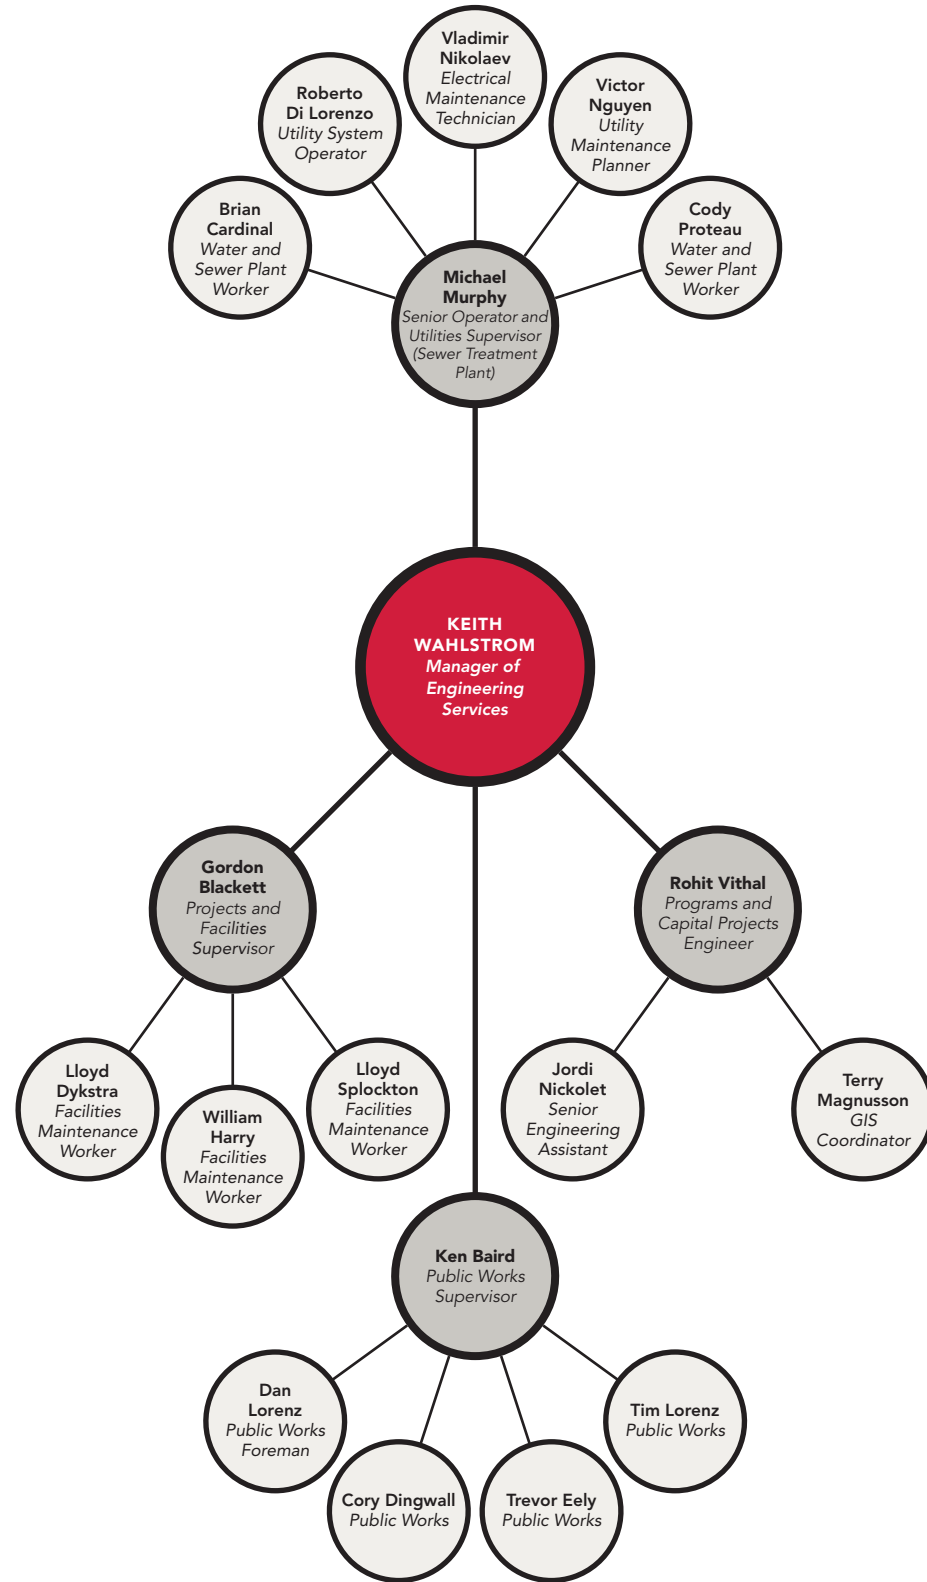 Vladimir
Nikolaev
Electrical
Maintenance
Technician
Roberto
Di Lorenzo
Utility System
Operator
Victor
Nguyen
Utility
Maintenance
Planner
Brian
Cardinal
Water and
Sewer Plant
Worker
Cody
Proteau
Water and
Sewer Plant
Worker
Michael
Murphy
Senior Operator and
Utilities Supervisor
(Sewer Treatment
Plant)
KEITH
WAHLSTROM
Manager of
Engineering
Services
Gordon
Blackett
Projects and
Facilities
Supervisor
Rohit Vithal
Programs and
Capital Projects
Engineer
Lloyd
Dykstra
Facilities
Maintenance
Worker
William
Harry
Facilities
Maintenance
Worker
Lloyd
Splockton
Facilities
Maintenance
Worker
Jordi
Nickolet
Senior
Engineering
Assistant
Terry
Magnusson
GIS
Coordinator
Ken Baird
Public Works
Supervisor
Dan
Lorenz
Public Works
Foreman
Cory Dingwall
Public Works
Trevor Eely
Public Works
Tim Lorenz
Public Works